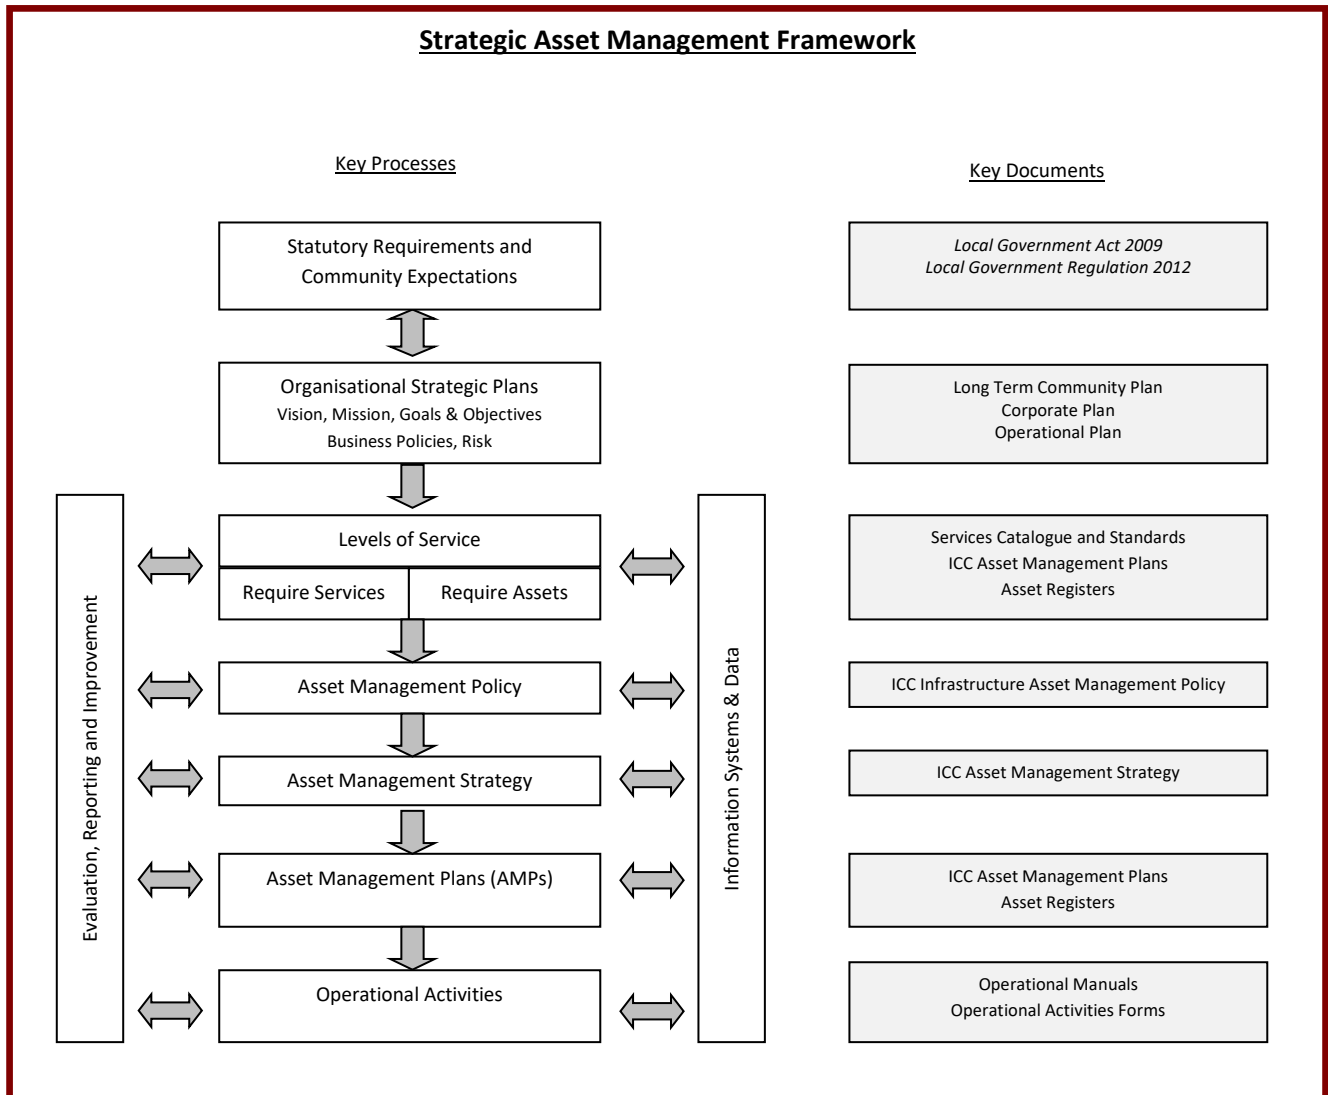 Strategic Asset Management Framework
Key Processes
Key Documents
Statutory Requirements and
Community Expectations
Local Government Act 2009
Local Government Regulation 2012
Organisational Strategic Plans
Vision, Mission, Goals & Objectives
Business Policies, Risk
Long Term Community Plan
Corporate Plan
Operational Plan
Evaluation, Reporting and Improvement
Levels of Service
Require Services
Require Assets
Information Systems & Data
Services Catalogue and Standards
ICC Asset Management Plans
Asset Registers
Asset Management Policy
ICC Infrastructure Asset Management Policy
Asset Management Strategy
ICC Asset Management Strategy
Asset Management Plans (AMPs)
ICC Asset Management Plans
Asset Registers
Operational Activities
Operational Manuals
Operational Activities Forms